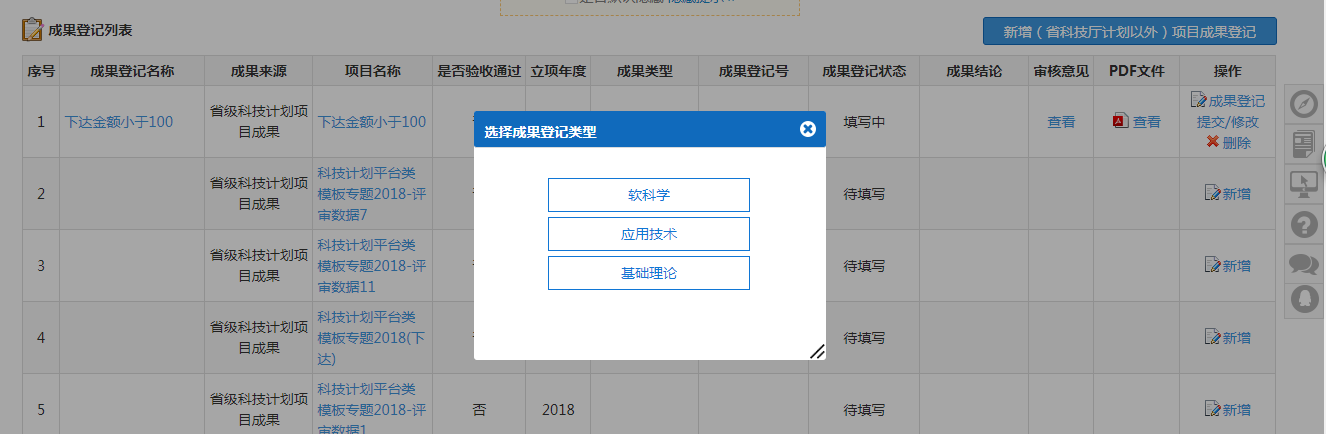 成果登记列表
新增（省科技厅计划以外）项目成果登记
序号 成果登记名称 成果来源 项目名称 是否验收通过 立项年度 成果类型 成果登记号 成果登记状态 成果结论 审核意见 PDF文件 操作
1 下达金额小于100 省级科技计划项目成果 下达金额小于100 填写中 查看 查看 成果登记
提交/修改
删除
2 省级科技计划项目成果 科技计划平台类
模板专题2018-评
审数据7
待填写 新增
3 省级科技计划项目成果 科技计划平台类
模板专题2018-评
审数据11
待填写 新增
4 省级科技计划项目成果 科技计划平台类
模板专题2018(下
达)
待填写 新增
5 省级科技计划项目成果 科技计划平台类
模板专题2018-评
审数据1
否 2018 待填写 新增
选择成果登记类型
软科学
应用技术
基础理论